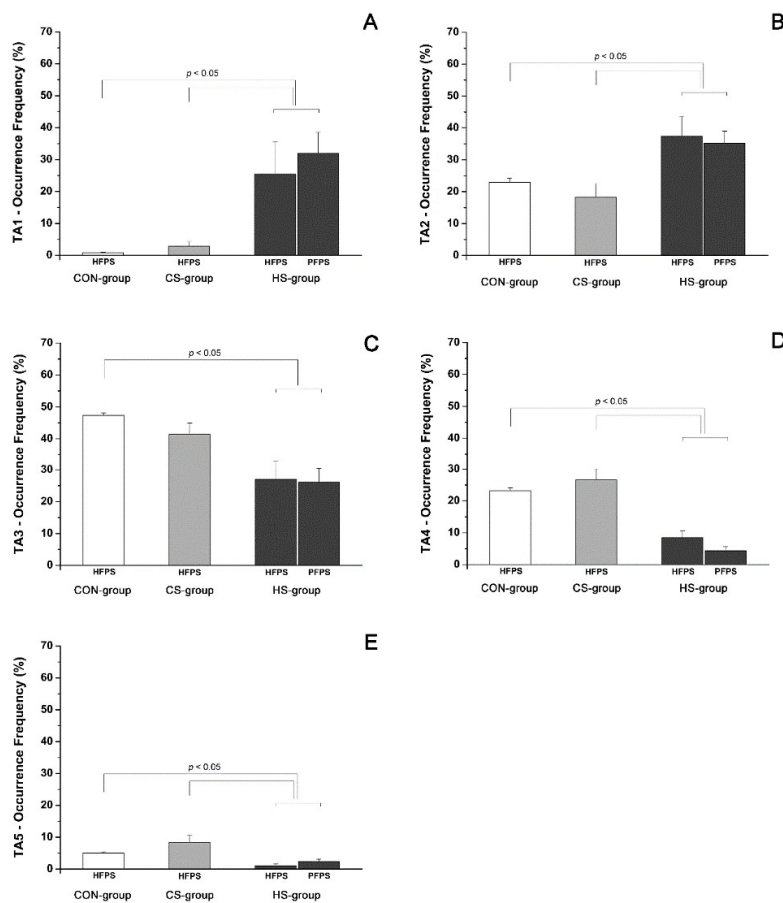 A
TA1 - Occurrence Frequency (%)
70
60
50
40
30
20
10
0
p < 0.05
HFPS HFPS HFPS PFPS
CON-group CS-group HS-group
B
TA2 - Occurrence Frequency (%)
70
60
50
40
30
20
10
0
p < 0.05
HFPS HFPS HFPS PFPS
CON-group CS-group HS-group
C
TA3 - Occurrence Frequency (%)
70
60
50
40
30
20
10
0
p < 0.05
HFPS HFPS HFPS PFPS
CON-group CS-group HS-group
D
TA4 - Occurrence Frequency (%)
70
60
50
40
30
20
10
0
p < 0.05
HFPS HFPS HFPS PFPS
CON-group CS-group HS-group
E
TA5 - Occurrence Frequency (%)
70
60
50
40
30
20
10
0
p < 0.05
HFPS HFPS HFPS PFPS
CON-group CS-group HS-group